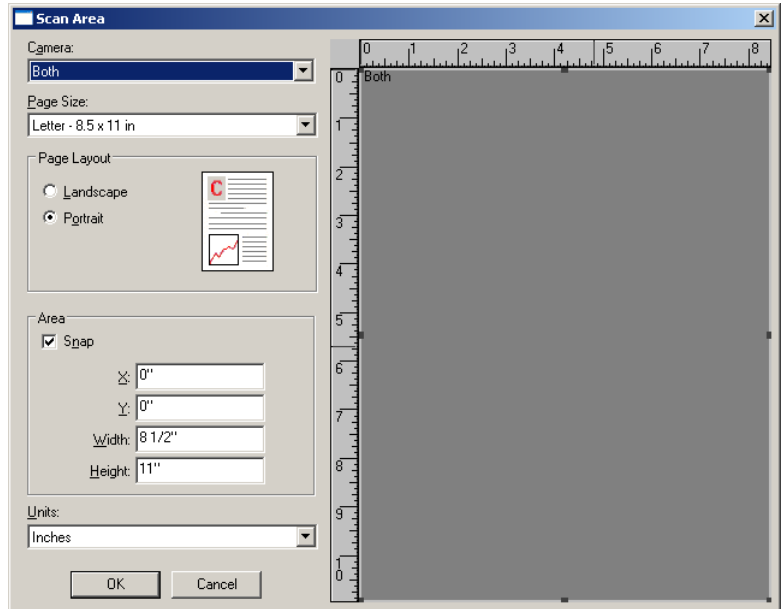 Scan Area
Camera:
Both
Page Size:
Letter - 8.5 x 11 in
Page Layout
Landscape
Portrait
C
Area
Snap
X: 0"
Y: 0"
Width: 8 1/2"
Height: 11"
Units:
Inches
OK Cancel
0 1 2 3 4 5 6 7 8
Both
0
1
2
3
4
5
6
7
8
9
10